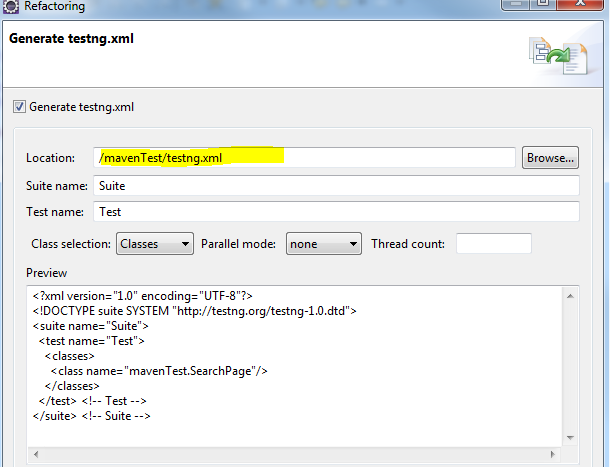 Refactoring
Generate testng.xml
Generate testng.xml
Location: /mavenTest/testng.xml Browse...
Suite name: Suite
Test name: Test
Class selection: Classes Parallel mode: none Thread count:
Preview
<?xml version="1.0" encoding="UTF-8"?>
<!DOCTYPE suite SYSTEM "http://testng.org/testng-1.0.dtd">
<suite name="Suite">
  <test name="Test">
    <classes>
      <class name="mavenTest.SearchPage"/>
    </classes>
  </test> <!-- Test -->
</suite> <!-- Suite -->